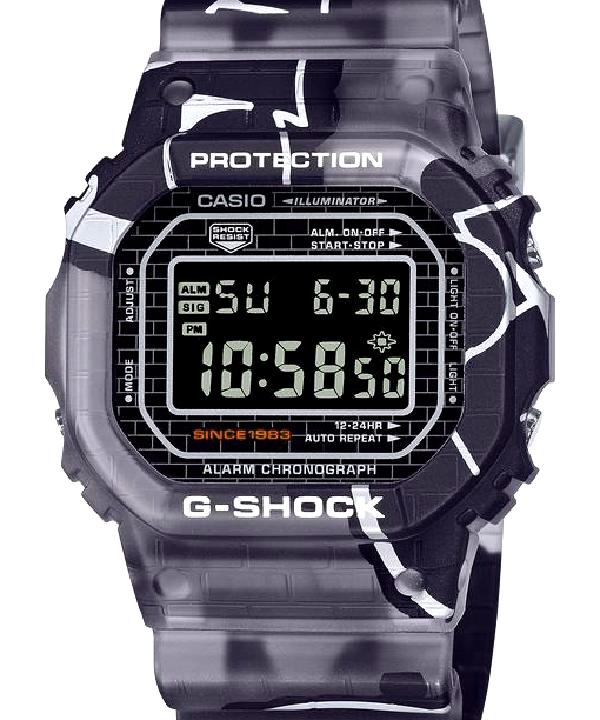 PROTECTION
CASIO ◄ILLUMINATOR►
SHOCK
RESIST
ALM. ON·OFF ►
START·STOP ►
ADJUST
MODE
LIGHT ON·OFF
LIGHT
ALM SU 6-30
SIG
PM
10:58 50
SINCE1983
12·24HR ►
AUTO REPEAT ►
ALARM CHRONOGRAPH
G-SHOCK